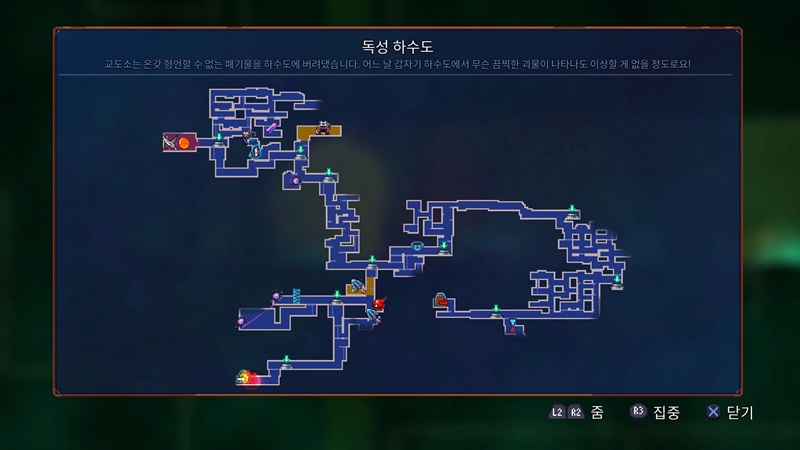 독성 하수도
교도소는 온갖 형언할 수 없는 폐기물을 하수도에 버려댔습니다. 어느 날 갑자기 하수도에서 무슨 끔찍한 괴물이 나타나도 이상할 게 없을 정도로요!
L2 R2 줌 R3 집중 닫기